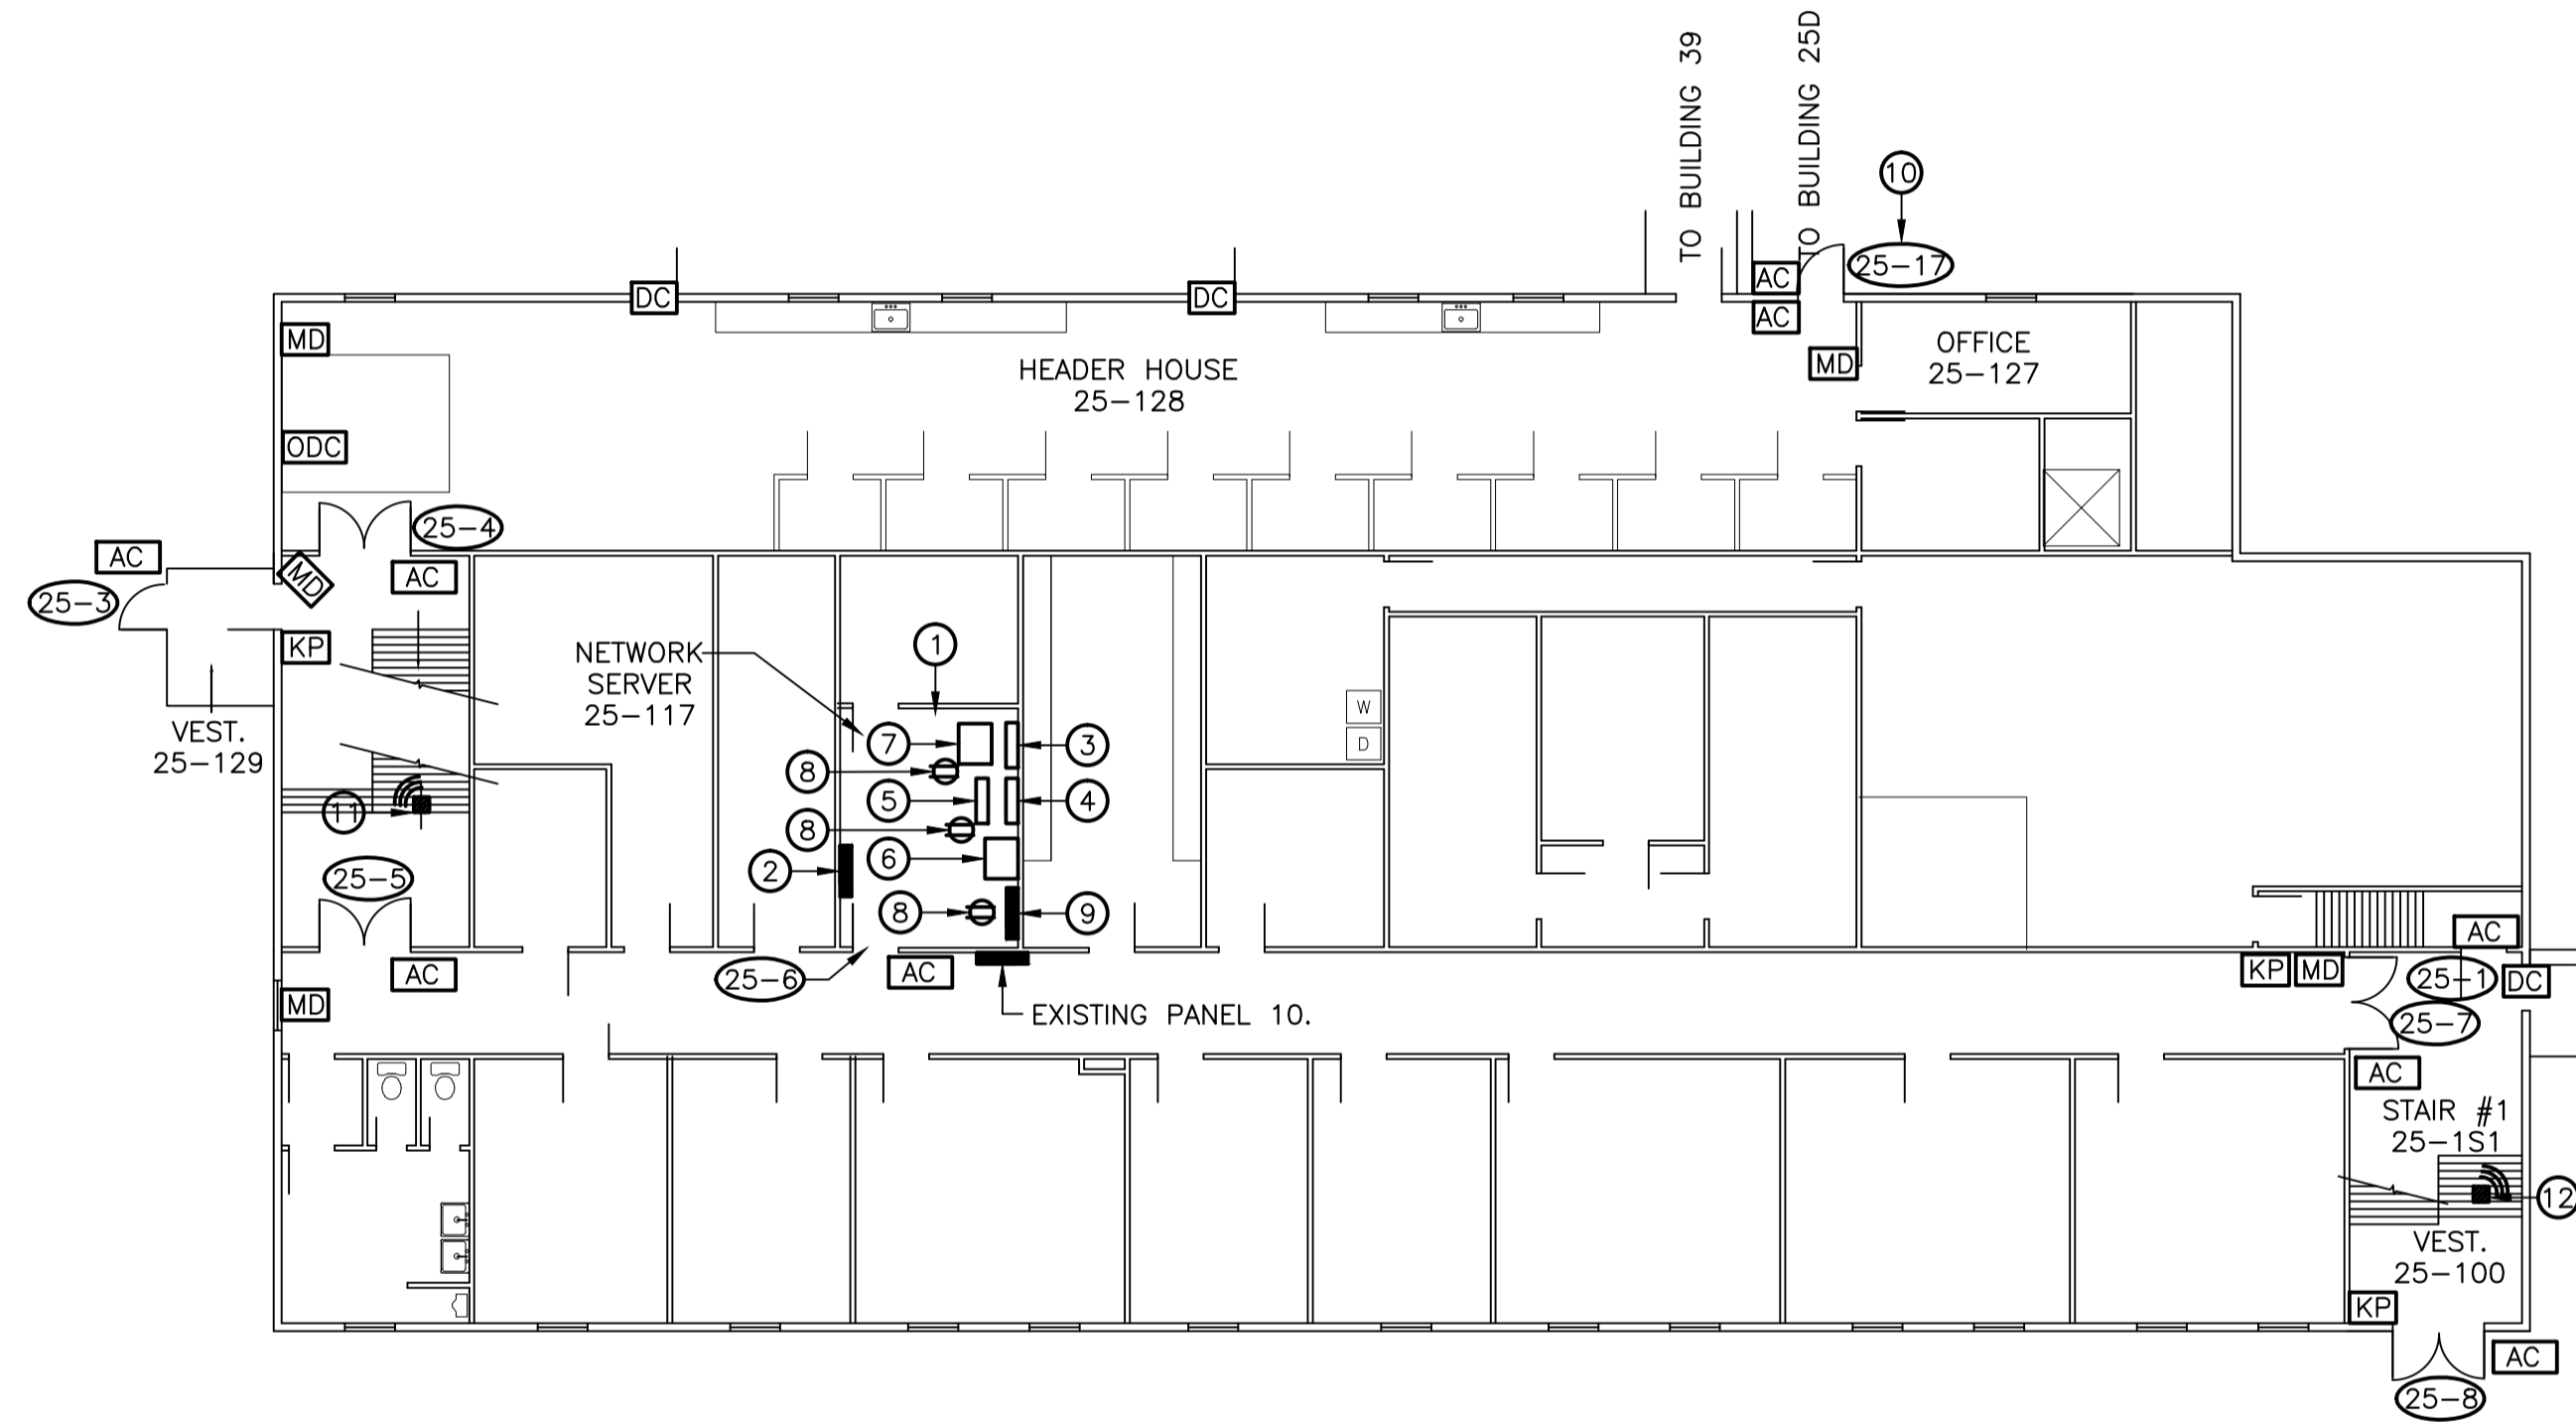 TO BUILDING 39
TO BUILDING 25D
10
25-17
AC
DC
DC
AC
MD
MD
OFFICE
25-127
HEADER HOUSE
25-128
ODC
25-4
AC
MD
AC
25-3
KP
NETWORK
SERVER
25-117
1
W
D
VEST.
25-129
7
3
8
5
4
11
8
6
2
25-5
8
9
AC
AC
AC
25-6
KP
MD
25-1
DC
MD
EXISTING PANEL 10.
25-7
AC
STAIR #1
25-1S1
12
VEST.
25-100
KP
AC
25-8